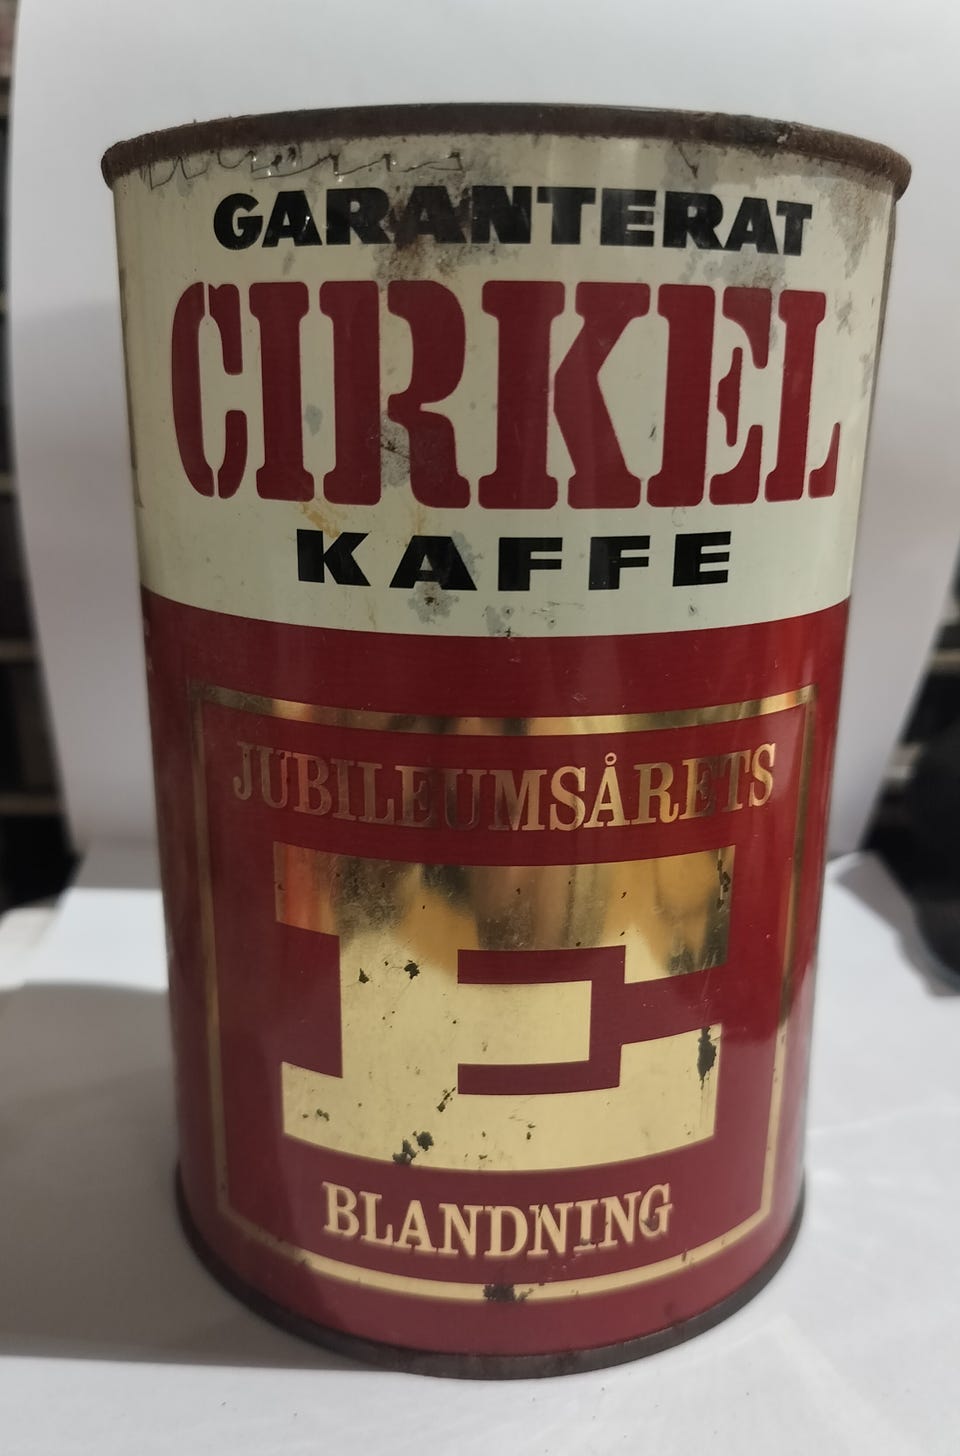 GARANTERAT
CIRKEL
KAFFE
JUBILEUMSÅRETS
E
BLANDNING